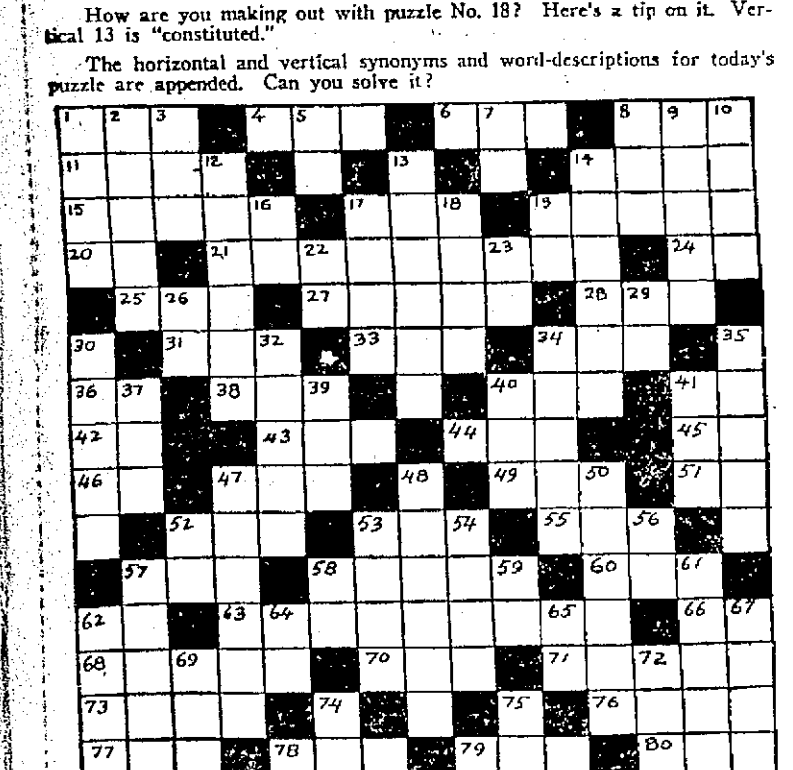 How are you making out with puzzle No. 18? Here's a tip on it. Ver-
tical 13 is "constituted."
The horizontal and vertical synonyms and word-descriptions for today's
puzzle are appended. Can you solve it?
1 2 3 4 5 6 7 8 9 10
11 12 13 14
15 16 17 18 19
20 21 22 23 24
25 26 27 28 29
30 31 32 33 34 35
36 37 38 39 40 41
42 43 44 45
46 47 48 49 50 51
52 53 54 55 56
57 58 59 60 61
62 63 64 65 66 67
68 69 70 71 72
73 74 75 76
77 78 79 80